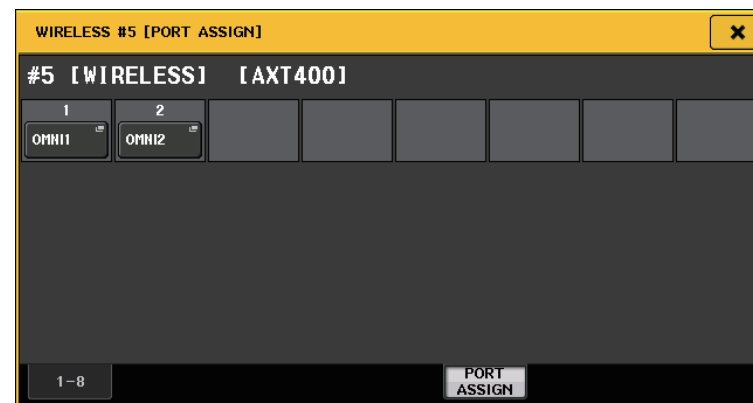 WIRELESS #5 [PORT ASSIGN]
#5 [WIRELESS] [AXT400]
1 2
OMNI1 OMNI2
1-8
PORT
ASSIGN